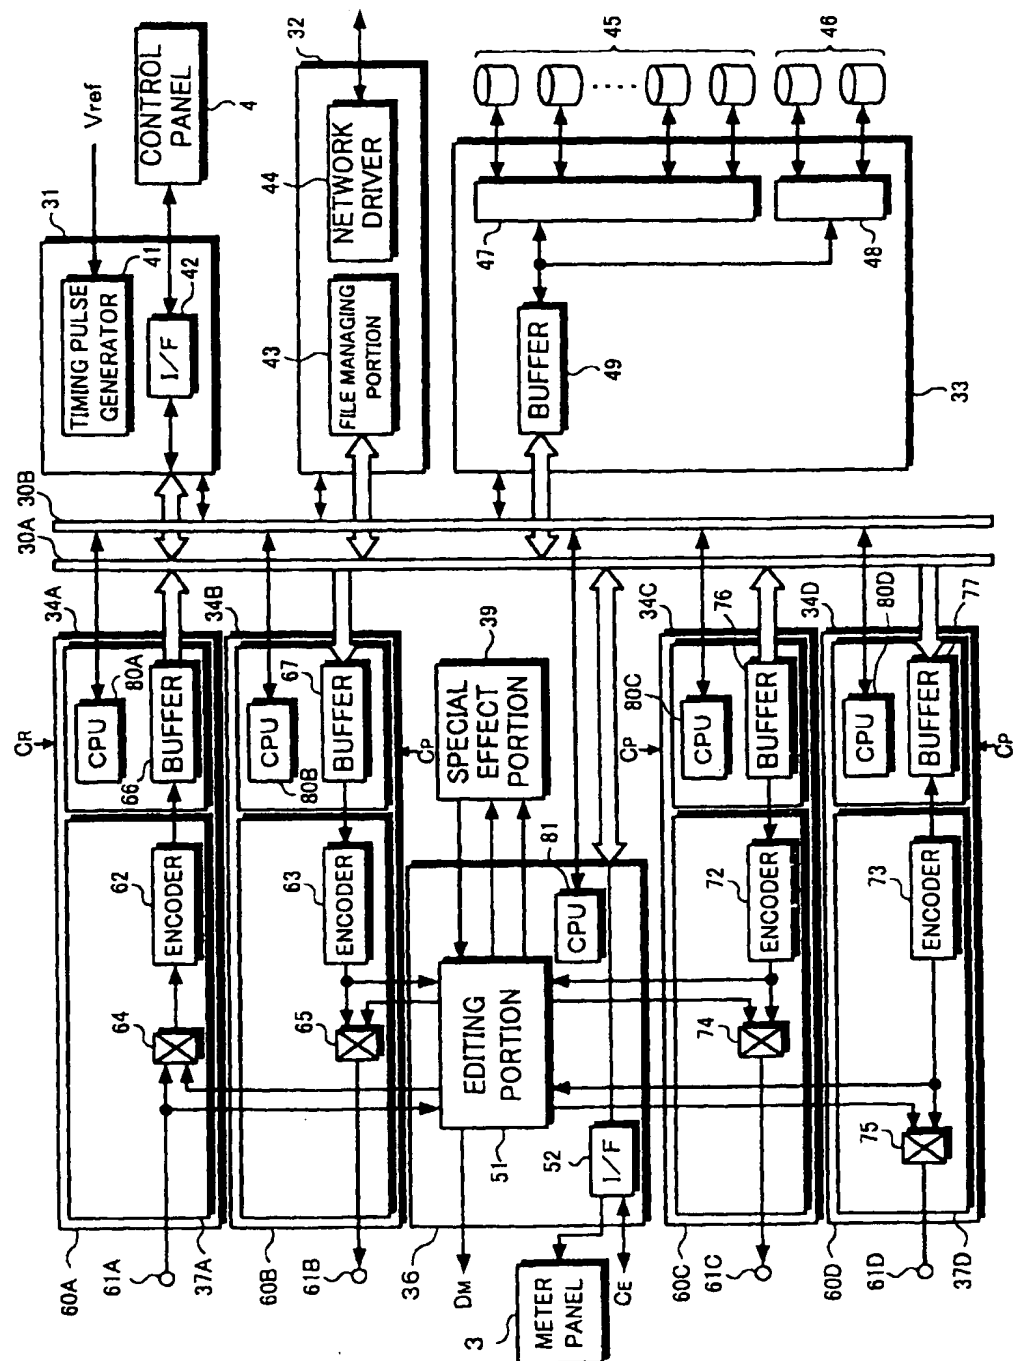 Vref
CONTROL
PANEL
4
31
TIMING PULSE
GENERATOR
41
I/F
42
32
NETWORK
DRIVER
44
FILE MANAGING
PORTION
43
45
46
47
48
BUFFER
49
33
30B
30A
34A
CR
CPU
80A
BUFFER
66
ENCODER
62
64
60A
61A
37A
34B
CPU
80B
67
BUFFER
CP
ENCODER
63
65
60B
61B
SPECIAL
EFFECT
PORTION
39
81
CPU
EDITING
PORTION
51
52
I/F
36
DM
CE
METER
PANEL
3
34C
76
CP
80C
CPU
BUFFER
ENCODER
72
74
60C
61C
34D
80D
77
CPU
BUFFER
CP
ENCODER
73
75
60D
61D
37D